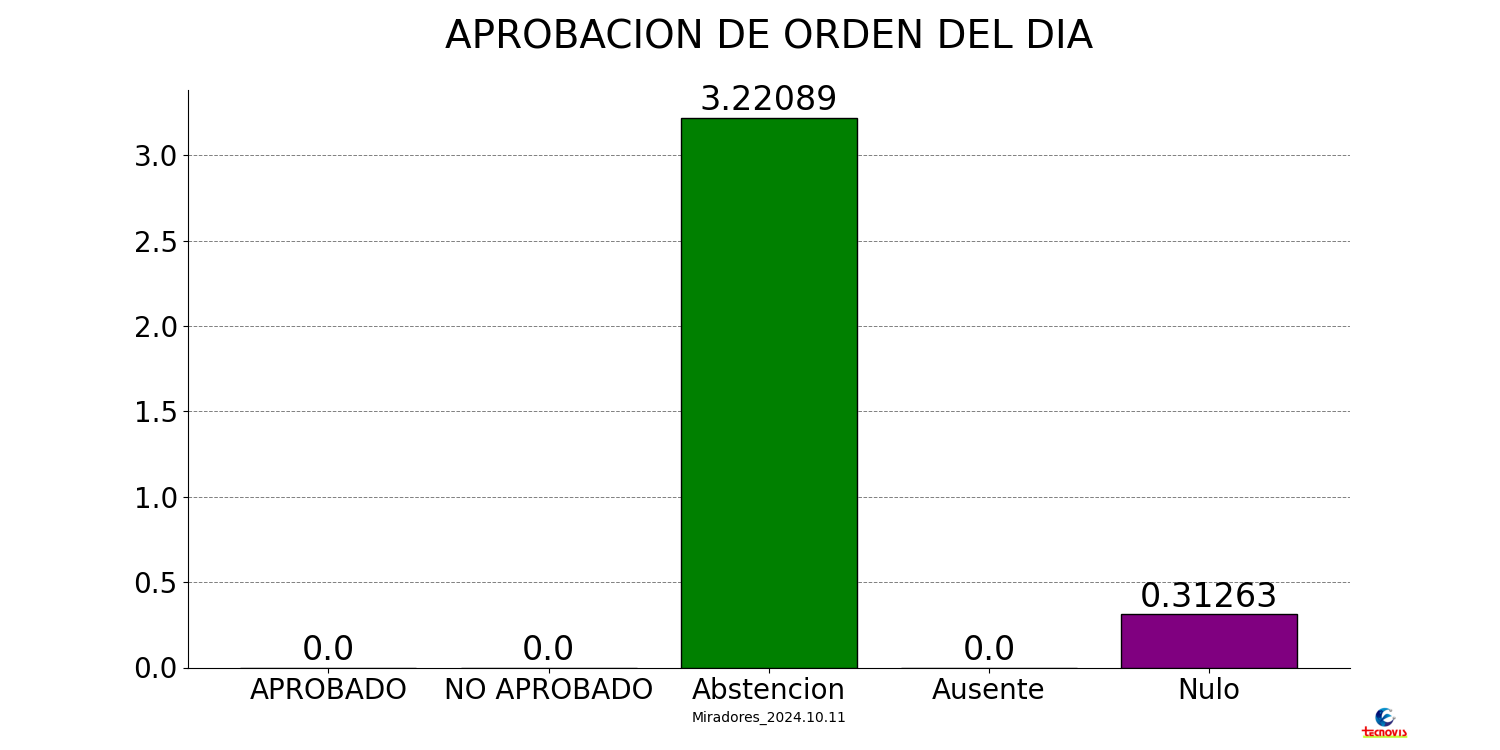 APROBACION DE ORDEN DEL DIA
3.22089
3.0
2.5
2.0
1.5
1.0
0.5
0.31263
0.0 0.0 0.0
0.0
APROBADO NO APROBADO Abstencion Ausente Nulo
Miradores_2024.10.11
tecnovis